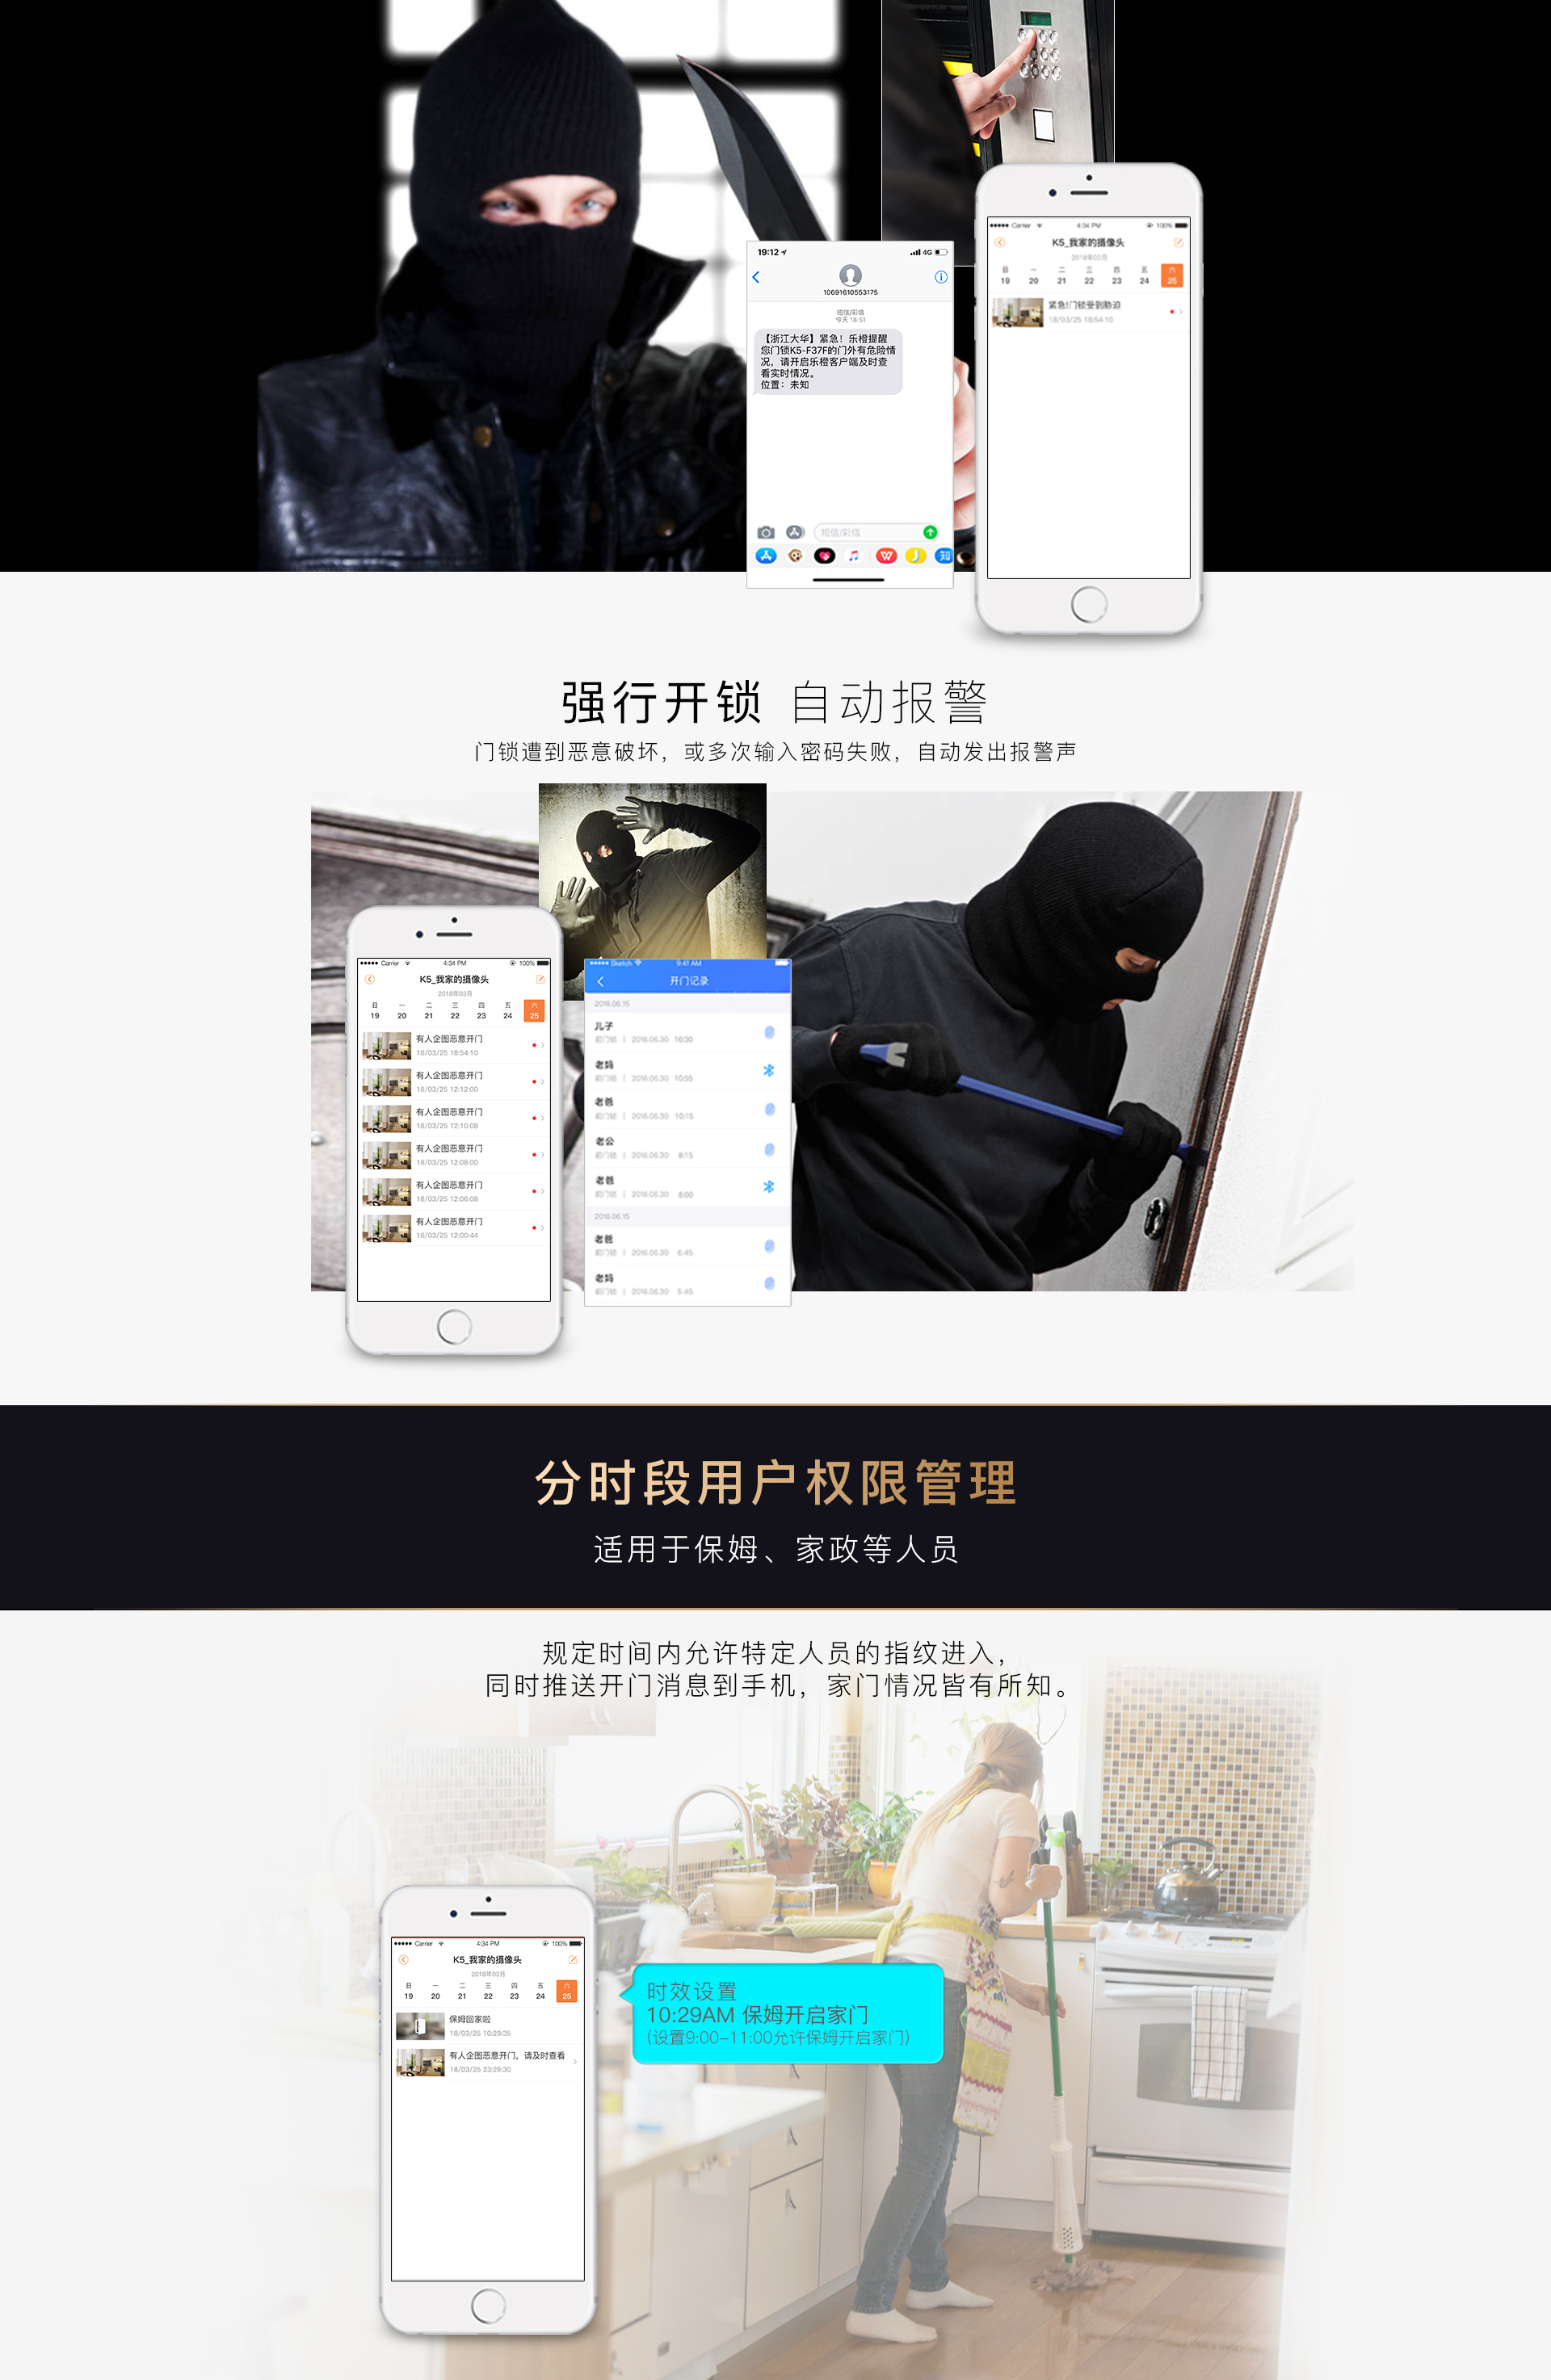 19:12
4G
10691610553175
短信/彩信
今天 18:51
【浙江大华】紧急！乐橙提醒
您门锁K5-F37F的门外有危险情
况，请开启乐橙客户端及时查
看实时情况。
位置：未知
短信/彩信
知
Carrier 4:34 PM 100%
K5_我家的摄像头
2018年03月
日 一 二 三 四 五 六
19 20 21 22 23 24 25
紧急!门锁受到胁迫
18/03/25 18:54:10
强行开锁 自动报警
门锁遭到恶意破坏，或多次输入密码失败，自动发出报警声
Carrier 4:34 PM 100%
K5_我家的摄像头
2018年03月
日 一 二 三 四 五 六
19 20 21 22 23 24 25
有人企图恶意开门
18/03/25 18:54:10
有人企图恶意开门
18/03/25 12:12:00
有人企图恶意开门
18/03/25 12:10:08
有人企图恶意开门
18/03/25 12:08:00
有人企图恶意开门
18/03/25 12:06:08
有人企图恶意开门
18/03/25 12:00:44
Sketch 9:41 AM
开门记录
2016.06.15
儿子
前门锁 | 2016.06.30 16:30
老妈
前门锁 | 2016.06.30 10:55
老爸
前门锁 | 2016.06.30 10:15
老公
前门锁 | 2016.06.30 8:15
老爸
前门锁 | 2016.06.30 8:00
2016.06.15
老爸
前门锁 | 2016.06.30 6:45
老妈
前门锁 | 2016.06.30 5:45
分时段用户权限管理
适用于保姆、家政等人员
规定时间内允许特定人员的指纹进入，
同时推送开门消息到手机，家门情况皆有所知。
Carrier 4:34 PM 100%
K5_我家的摄像头
2018年03月
日 一 二 三 四 五 六
19 20 21 22 23 24 25
保姆回家啦
18/03/25 10:29:35
有人企图恶意开门，请及时查看
18/03/25 23:29:30
时效设置
10:29AM 保姆开启家门
(设置9:00-11:00允许保姆开启家门)